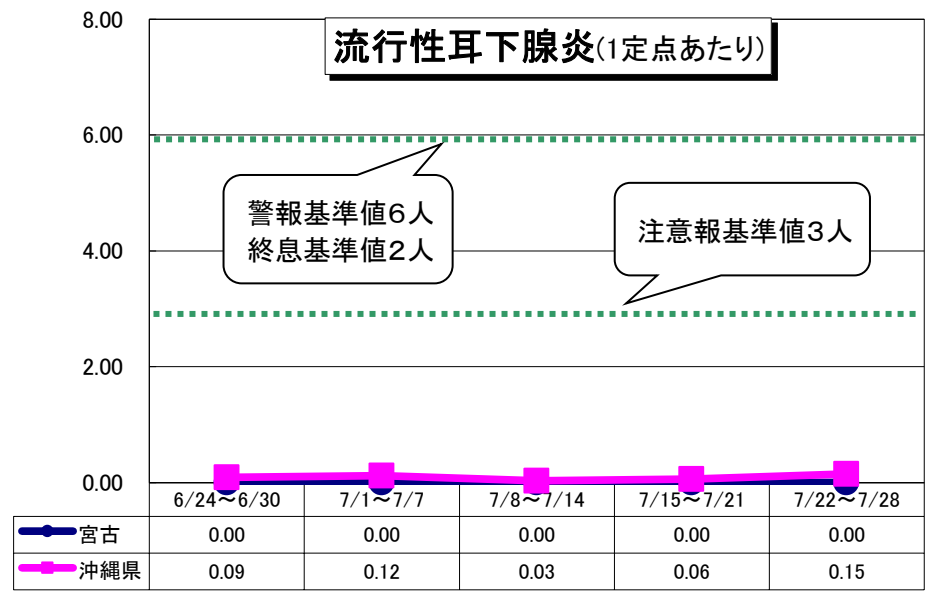 流行性耳下腺炎(1定点あたり)
8.00
6.00
警報基準値6人
終息基準値2人
注意報基準値3人
4.00
2.00
0.00
6/24～6/30 7/1～7/7 7/8～7/14 7/15～7/21 7/22～7/28
宮古 0.00 0.00 0.00 0.00 0.00
沖縄県 0.09 0.12 0.03 0.06 0.15